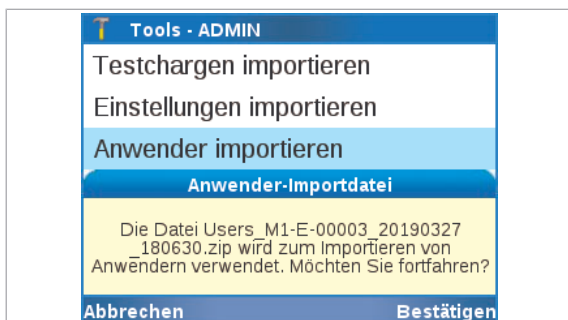 Tools - ADMIN
Testchargen importieren
Einstellungen importieren
Anwender importieren
Anwender-Importdatei
Die Datei Users_M1-E-00003_20190327
_180630.zip wird zum Importieren von
Anwendern verwendet. Möchten Sie fortfahren?
Abbrechen Bestätigen